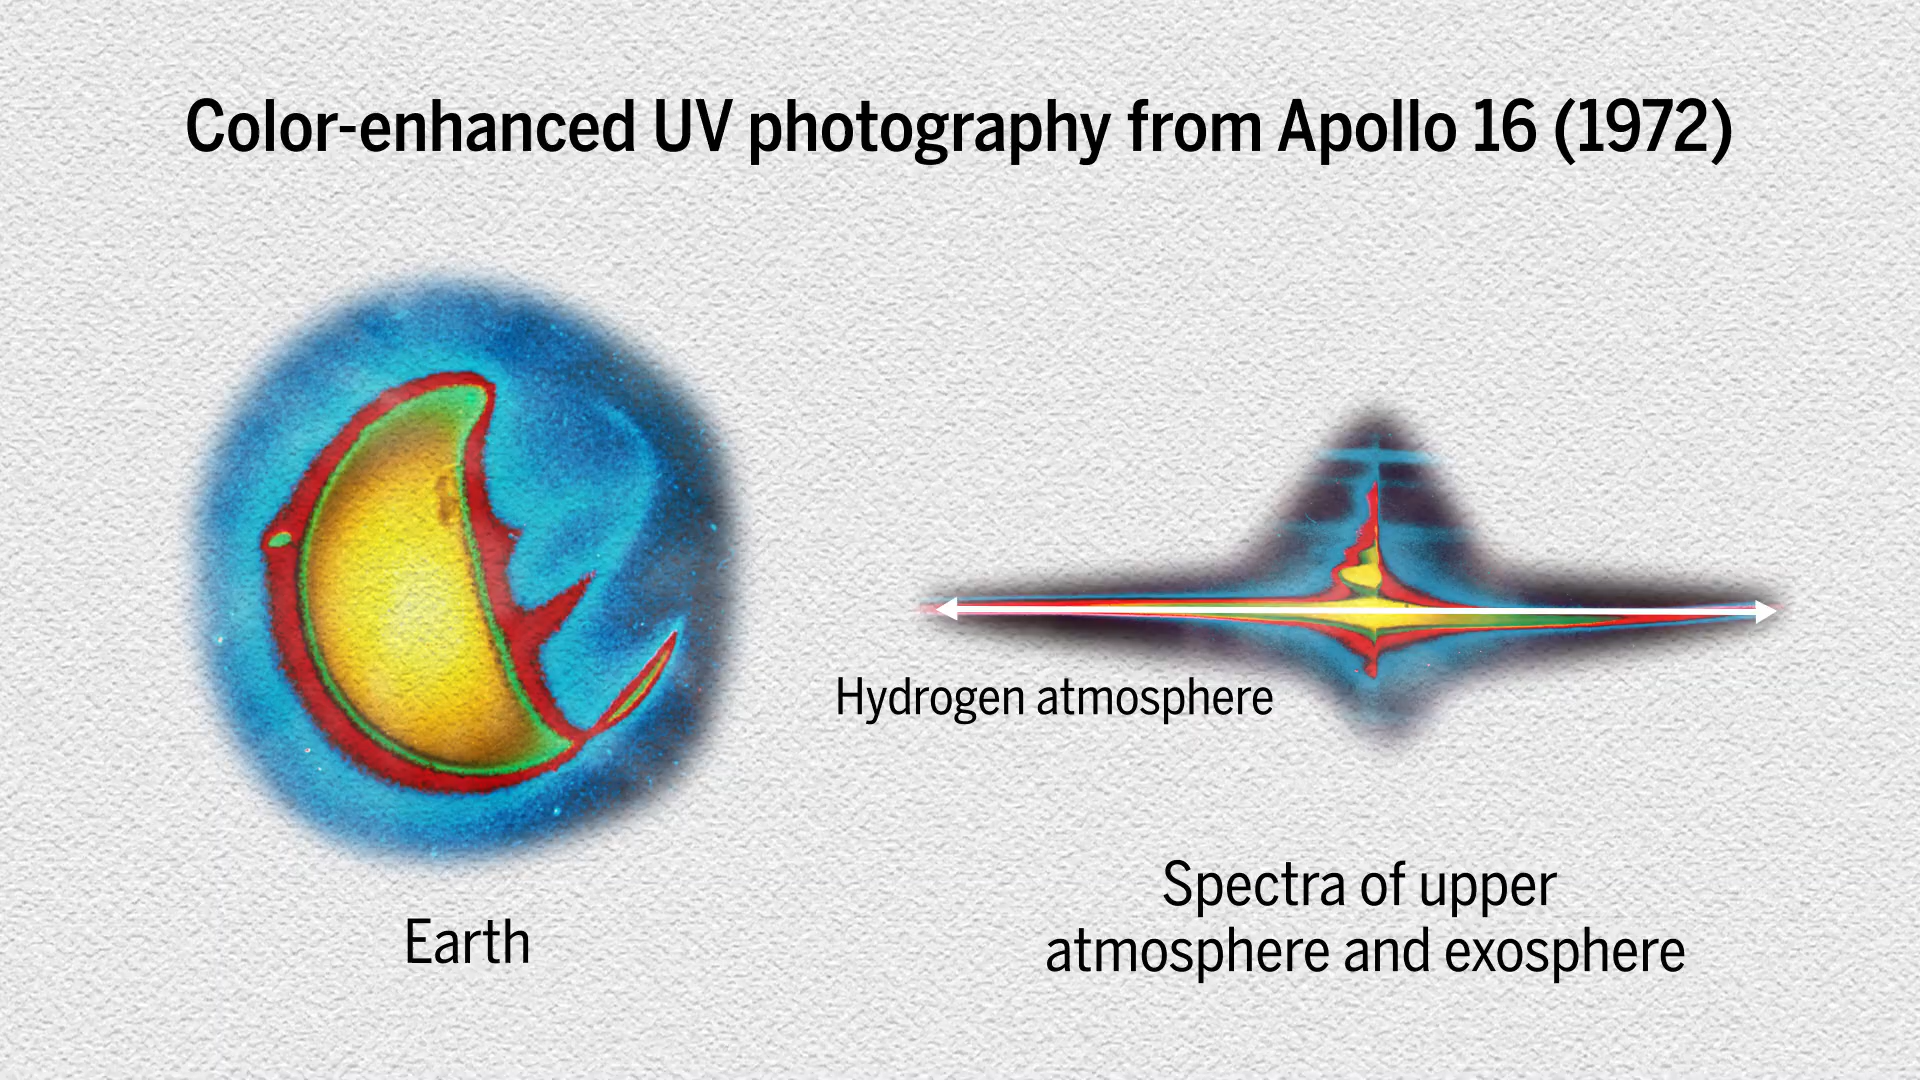 Color-enhanced UV photography from Apollo 16 (1972)
Hydrogen atmosphere
Earth
Spectra of upper
atmosphere and exosphere